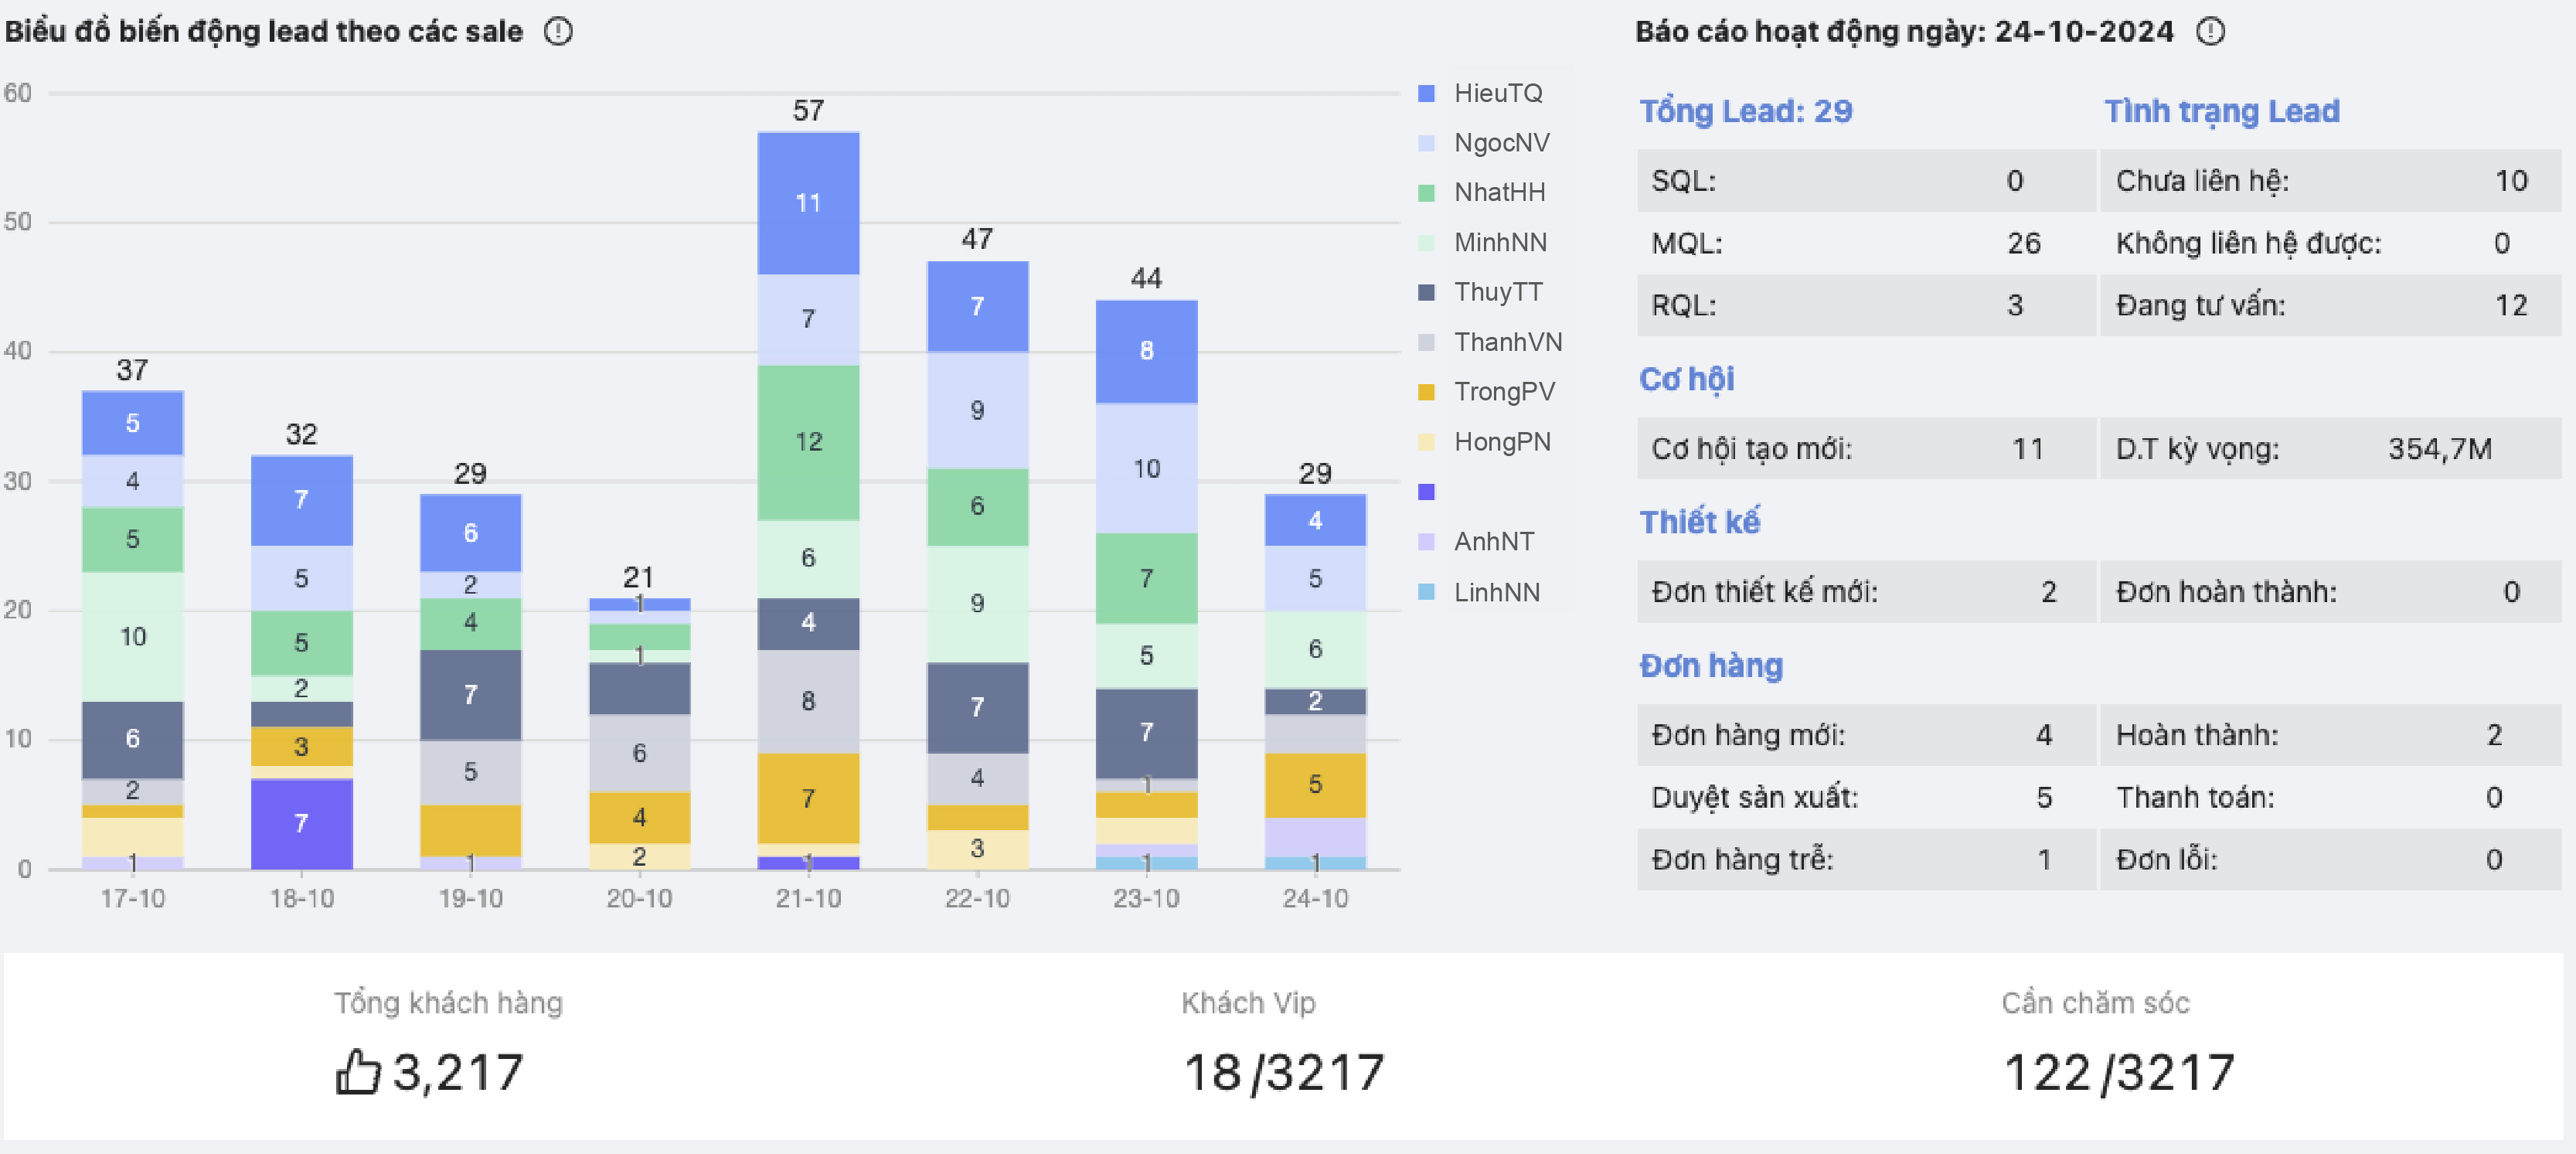 Biểu đồ biến động lead theo các sale
60
50
40
30
20
10
0
37
5
4
5
10
6
2
1
17-10
32
7
5
5
2
3
7
18-10
29
6
2
4
7
5
1
19-10
21
1
1
6
4
2
20-10
57
11
7
12
6
4
8
7
1
21-10
47
7
9
6
9
7
4
3
22-10
44
8
10
7
5
7
1
1
23-10
29
4
5
6
2
5
1
24-10
HieuTQ
NgocNV
NhatHH
MinhNN
ThuyTT
ThanhVN
TrongPV
HongPN
AnhNT
LinhNN
Báo cáo hoạt động ngày: 24-10-2024
Tổng Lead: 29 Tình trạng Lead
SQL: 0 Chưa liên hệ: 10
MQL: 26 Không liên hệ được: 0
RQL: 3 Đang tư vấn: 12
Cơ hội
Cơ hội tạo mới: 11 D.T kỳ vọng: 354,7M
Thiết kế
Đơn thiết kế mới: 2 Đơn hoàn thành: 0
Đơn hàng
Đơn hàng mới: 4 Hoàn thành: 2
Duyệt sản xuất: 5 Thanh toán: 0
Đơn hàng trễ: 1 Đơn lỗi: 0
Tổng khách hàng
3,217
Khách Vip
18/3217
Cần chăm sóc
122/3217